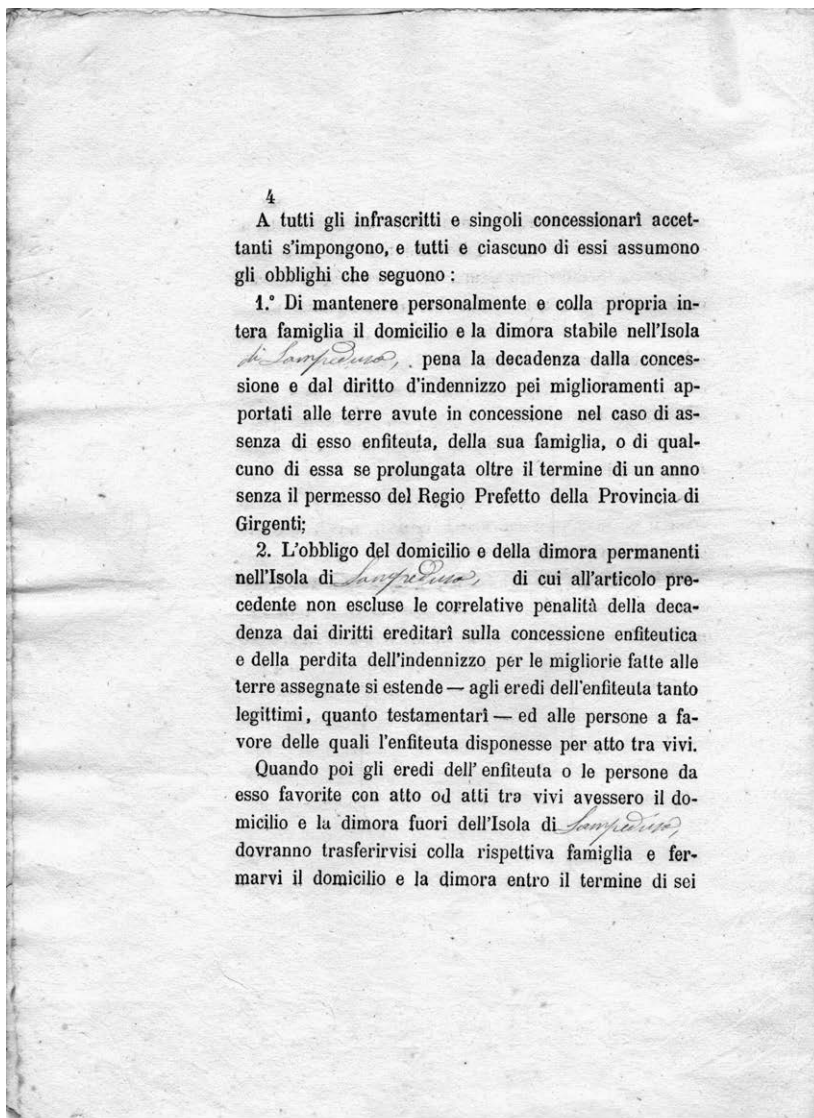 4
A tutti gli infrascritti e singoli concessionarî accet-
tanti s'impongono, e tutti e ciascuno di essi assumono
gli obblighi che seguono :
1.° Di mantenere personalmente e colla propria in-
tera famiglia il domicilio e la dimora stabile nell'Isola
di Lampedusa, pena la decadenza dalla conces-
sione e dal diritto d'indennizzo pei miglioramenti ap-
portati alle terre avute in concessione nel caso di as-
senza di esso enfiteuta, della sua famiglia, o di qual-
cuno di essa se prolungata oltre il termine di un anno
senza il permesso del Regio Prefetto della Provincia di
Girgenti;
2. L'obbligo del domicilio e della dimora permanenti
nell'Isola di Lampedusa, di cui all'articolo pre-
cedente non escluse le correlative penalità della deca-
denza dai diritti ereditarî sulla concessione enfiteutica
e della perdita dell'indennizzo per le migliorie fatte alle
terre assegnate si estende — agli eredi dell'enfiteuta tanto
legittimi, quanto testamentarî — ed alle persone a fa-
vore delle quali l'enfiteuta disponesse per atto tra vivi.
Quando poi gli eredi dell'enfiteuta o le persone da
esso favorite con atto od atti tra vivi avessero il do-
micilio e la dimora fuori dell'Isola di Lampedusa,
dovranno trasferirvisi colla rispettiva famiglia e fer-
marvi il domicilio e la dimora entro il termine di sei